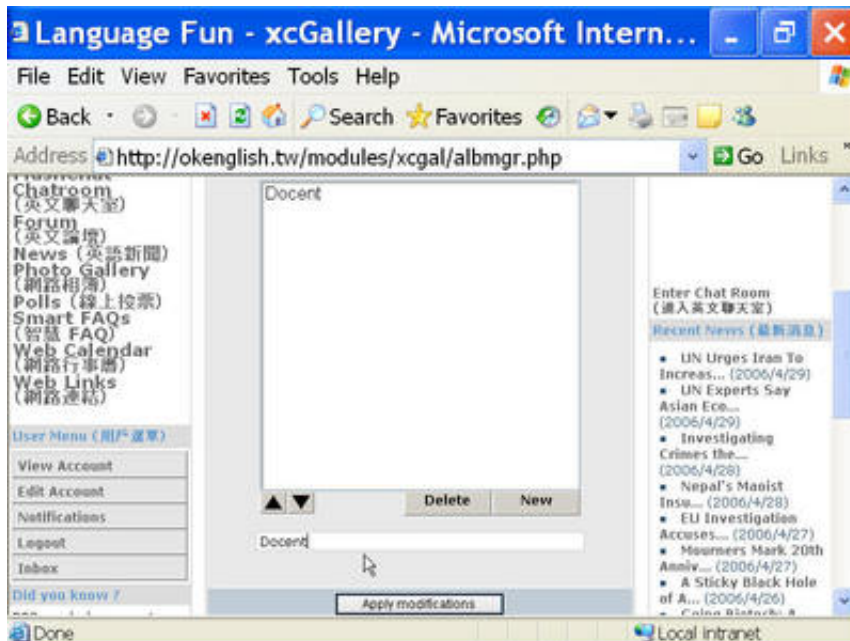 Language Fun - xcGallery - Microsoft Intern...
File Edit View Favorites Tools Help
Back Search Favorites
Address http://okenglish.tw/modules/xcgal/albmgr.php Go Links
Chatroom
(英文聊天室)
Forum
(英文論壇)
News (英語新聞)
Photo Gallery
(網路相簿)
Polls (線上投票)
Smart FAQs
(智慧 FAQ)
Web Calendar
(網路行事曆)
Web Links
(網路連結)
User Menu (用戶選單)
View Account
Edit Account
Notifications
Logout
Inbox
Did you know ?
Docent
Delete New
Docent
Apply modifications
Enter Chat Room
(進入英文聊天室)
Recent News (最新消息)
UN Urges Iran To
Increas... (2006/4/29)
UN Experts Say
Asian Eco...
(2006/4/29)
Investigating
Crimes the...
(2006/4/28)
Nepal's Maoist
Insu... (2006/4/28)
EU Investigation
Accuses... (2006/4/27)
Mourners Mark 20th
Anniv... (2006/4/27)
A Sticky Black Hole
of A... (2006/4/26)
Done Local intranet